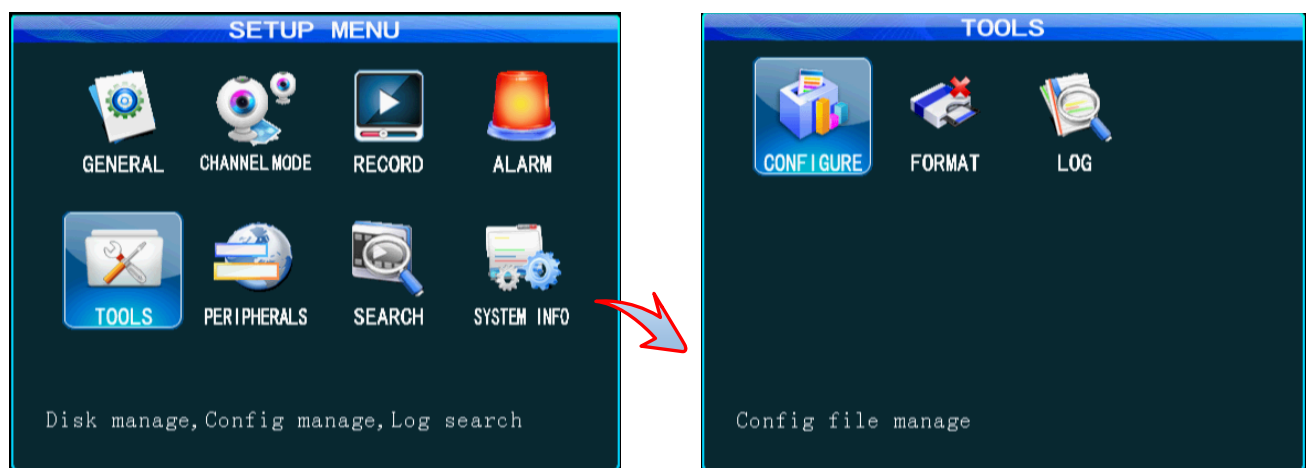 SETUP MENU
GENERAL CHANNEL MODE RECORD ALARM
TOOLS PERIPHERALS SEARCH SYSTEM INFO
Disk manage,Config manage,Log search
TOOLS
CONFIGURE FORMAT LOG
Config file manage